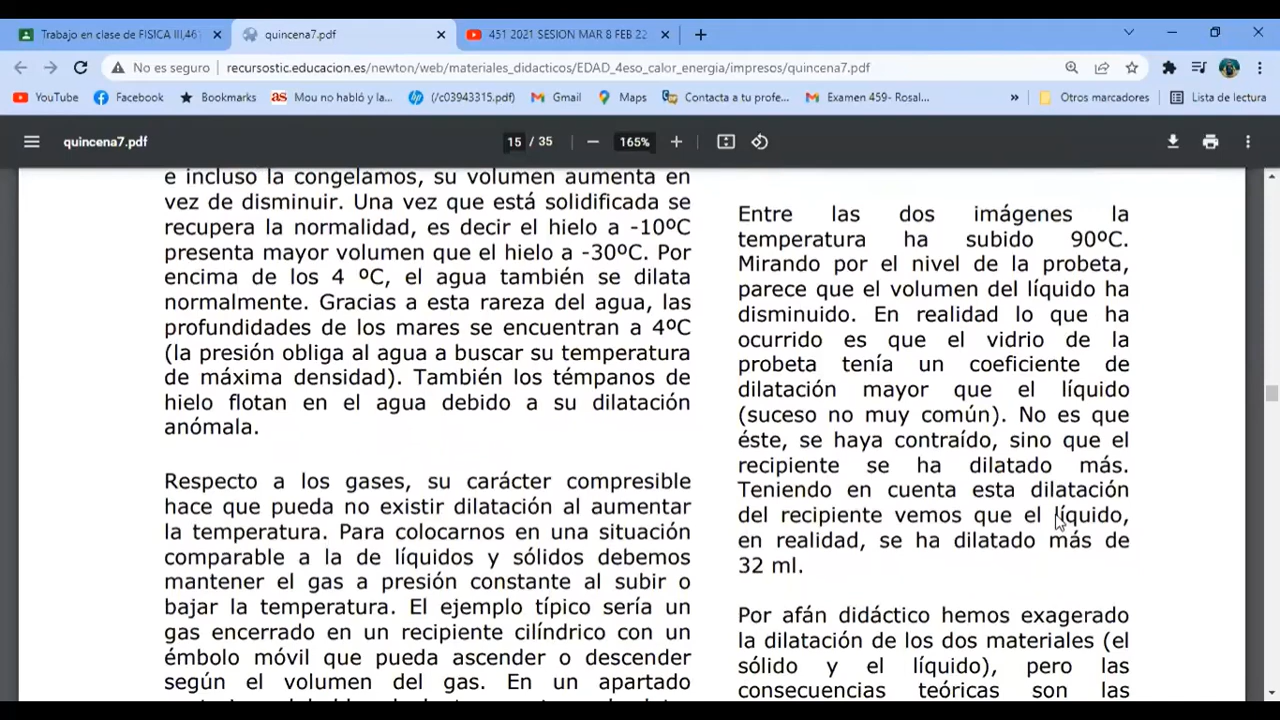 Trabajo en clase de FISICA III,461
quincena7.pdf
451 2021 SESION MAR 8 FEB 22
No es seguro
recursostic.educacion.es/newton/web/materiales_didacticos/EDAD_4eso_calor_energia/impresos/quincena7.pdf
YouTube
Facebook
Bookmarks
as
Mou no habló y la...
(/c03943315.pdf)
Gmail
Maps
Contacta a tu profe...
Examen 459- Rosal...
»
Otros marcadores
Lista de lectura
quincena7.pdf
15 / 35
165%
e incluso la congelamos, su volumen aumenta en
vez de disminuir. Una vez que está solidificada se
recupera la normalidad, es decir el hielo a -10ºC
presenta mayor volumen que el hielo a -30ºC. Por
encima de los 4 ºC, el agua también se dilata
normalmente. Gracias a esta rareza del agua, las
profundidades de los mares se encuentran a 4ºC
(la presión obliga al agua a buscar su temperatura
de máxima densidad). También los témpanos de
hielo flotan en el agua debido a su dilatación
anómala.
Respecto a los gases, su carácter compresible
hace que pueda no existir dilatación al aumentar
la temperatura. Para colocarnos en una situación
comparable a la de líquidos y sólidos debemos
mantener el gas a presión constante al subir o
bajar la temperatura. El ejemplo típico sería un
gas encerrado en un recipiente cilíndrico con un
émbolo móvil que pueda ascender o descender
según el volumen del gas. En un apartado
Entre las dos imágenes la
temperatura ha subido 90ºC.
Mirando por el nivel de la probeta,
parece que el volumen del líquido ha
disminuido. En realidad lo que ha
ocurrido es que el vidrio de la
probeta tenía un coeficiente de
dilatación mayor que el líquido
(suceso no muy común). No es que
éste, se haya contraído, sino que el
recipiente se ha dilatado más.
Teniendo en cuenta esta dilatación
del recipiente vemos que el líquido,
en realidad, se ha dilatado más de
32 ml.
Por afán didáctico hemos exagerado
la dilatación de los dos materiales (el
sólido y el líquido), pero las
consecuencias teóricas son las